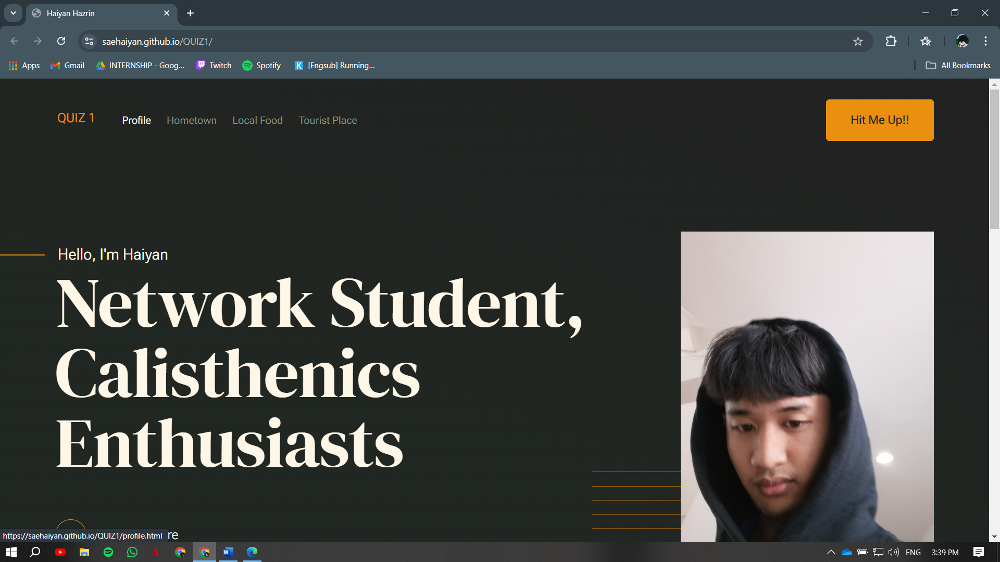 Haiyan Hazrin
saehaiyan.github.io/QUIZ1/
Apps
Gmail
INTERNSHIP - Goog...
Twitch
Spotify
K
[Engsub] Running...
All Bookmarks
QUIZ 1
Profile
Hometown
Local Food
Tourist Place
Hit Me Up!!
Hello, I'm Haiyan
Network Student,
Calisthenics
Enthusiasts
re
https://saehaiyan.github.io/QUIZ1/profile.html
W
ENG
3:39 PM